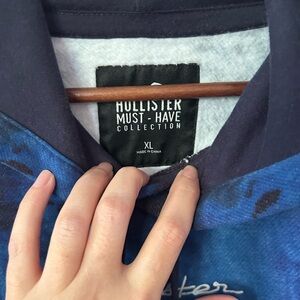 HOLLISTER
MUST-HAVE
COLLECTION
XL
MADE IN CHINA